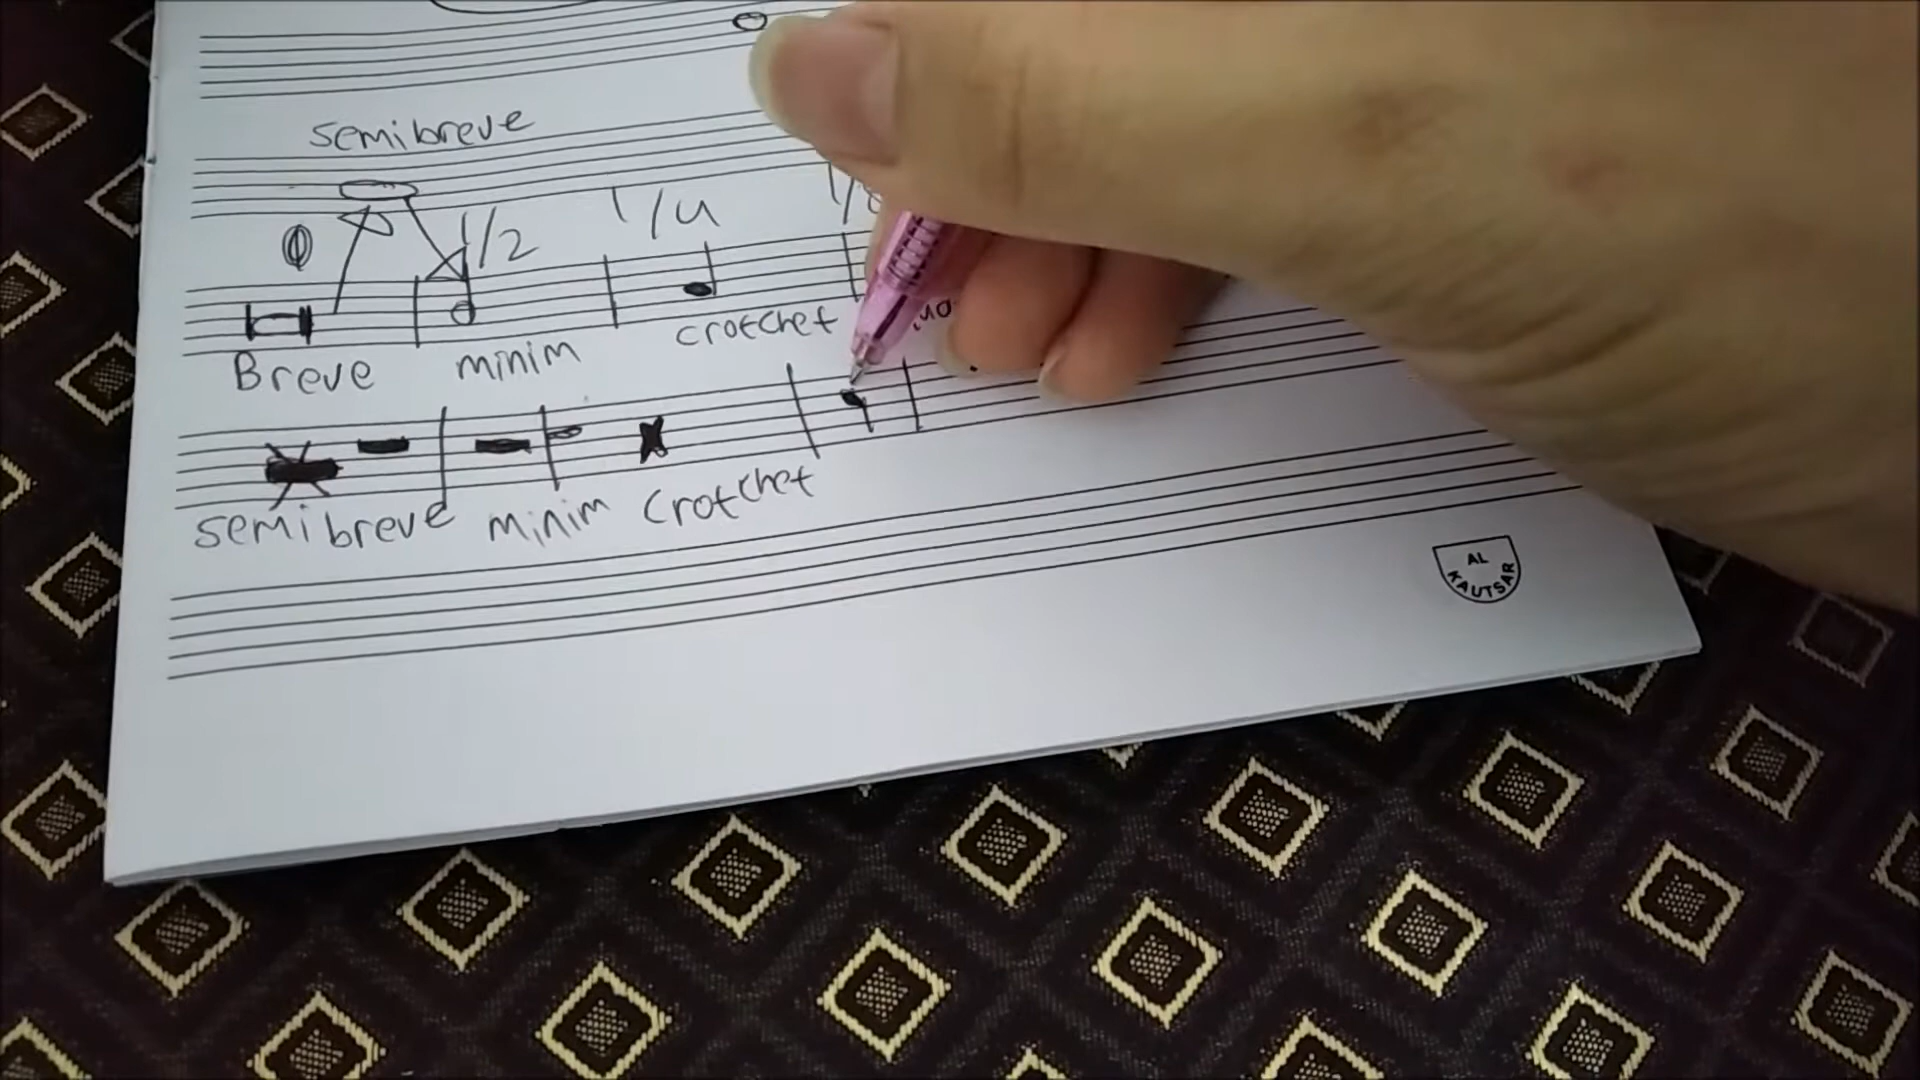 semibreve
1/2 1/4
Breve minim crotchet
semibreve minim crotchet
AL
KAUTSAR